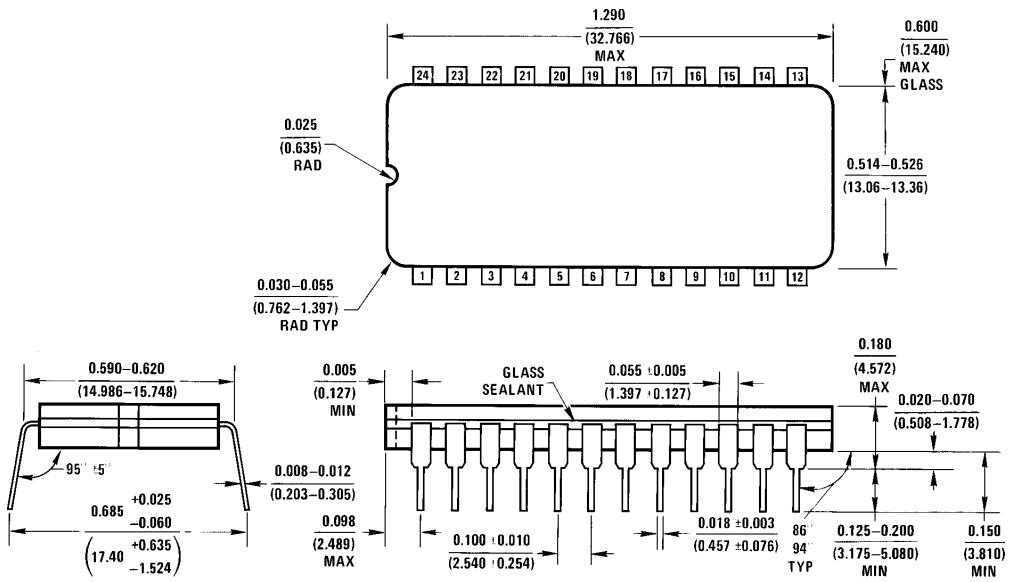 1.290
(32.766)
MAX
0.600
(15.240)
MAX
GLASS
24 23 22 21 20 19 18 17 16 15 14 13
0.025
(0.635)
RAD
0.514–0.526
(13.06–13.36)
1 2 3 4 5 6 7 8 9 10 11 12
0.030–0.055
(0.762–1.397)
RAD TYP
0.590–0.620
(14.986–15.748)
95° ±5°
0.008–0.012
(0.203–0.305)
0.685 +0.025 −0.060
(17.40 +0.635 −1.524)
0.005
(0.127)
MIN
GLASS
SEALANT
0.055 ±0.005
(1.397 ±0.127)
0.180
(4.572)
MAX
0.020–0.070
(0.508–1.778)
0.098
(2.489)
MAX
0.100 ±0.010
(2.540 ±0.254)
0.018 ±0.003
(0.457 ±0.076)
86°
94°
TYP
0.125–0.200
(3.175–5.080)
MIN
0.150
(3.810)
MIN